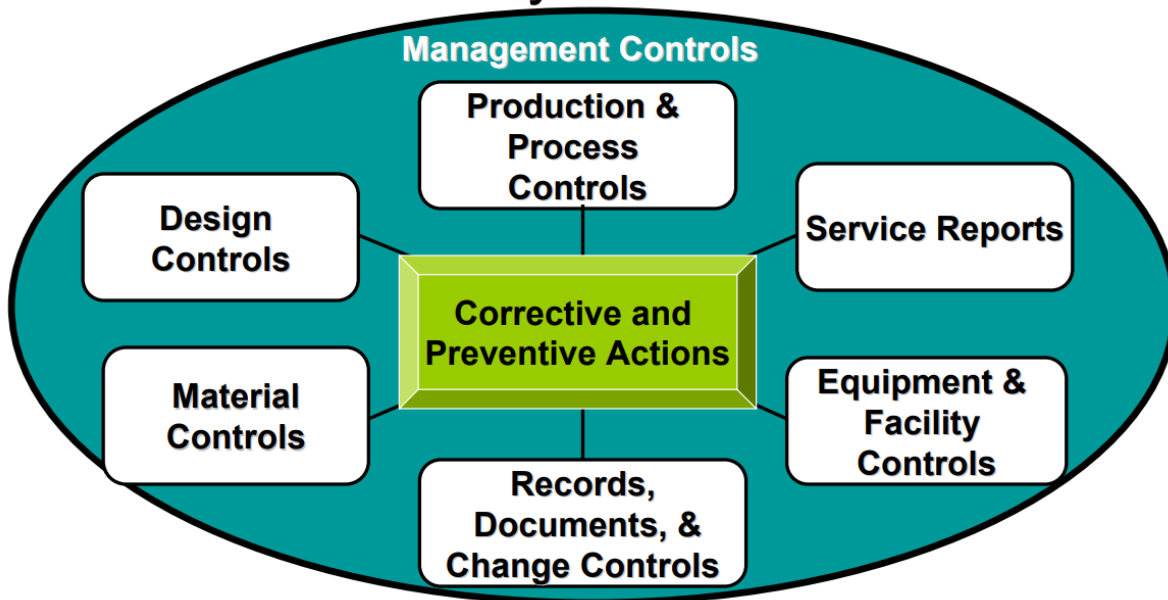 Management Controls
Production &
Process
Controls
Design
Controls
Service Reports
Corrective and
Preventive Actions
Material
Controls
Equipment &
Facility
Controls
Records,
Documents, &
Change Controls